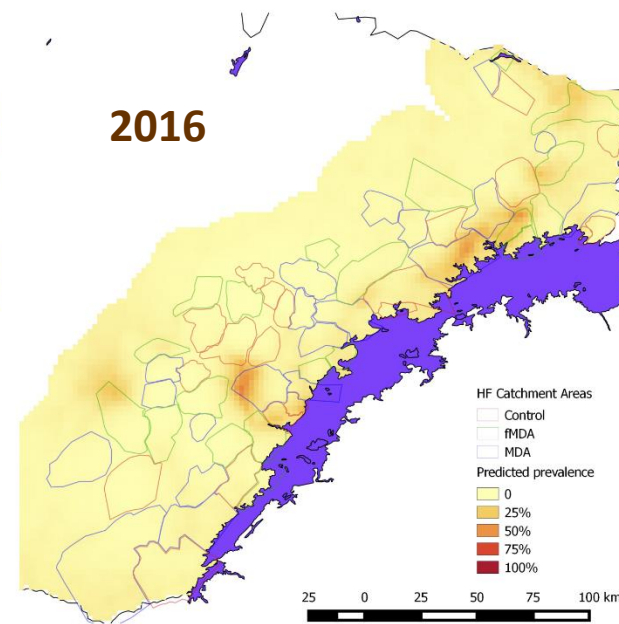 2016
HF Catchment Areas
Control
fMDA
MDA
Predicted prevalence
0
25%
50%
75%
100%
25 0 25 50 75 100 km